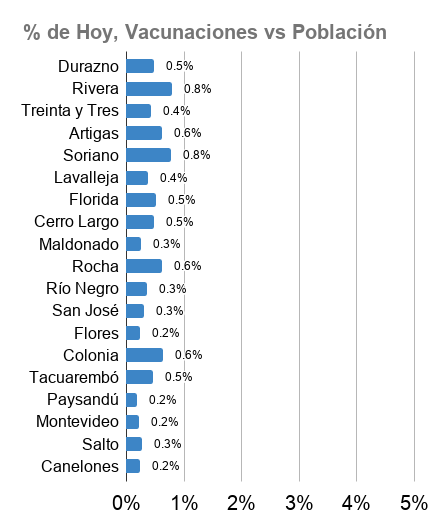 % de Hoy, Vacunaciones vs Población
Durazno 0.5%
Rivera 0.8%
Treinta y Tres 0.4%
Artigas 0.6%
Soriano 0.8%
Lavalleja 0.4%
Florida 0.5%
Cerro Largo 0.5%
Maldonado 0.3%
Rocha 0.6%
Río Negro 0.3%
San José 0.3%
Flores 0.2%
Colonia 0.6%
Tacuarembó 0.5%
Paysandú 0.2%
Montevideo 0.2%
Salto 0.3%
Canelones 0.2%
0% 1% 2% 3% 4% 5%